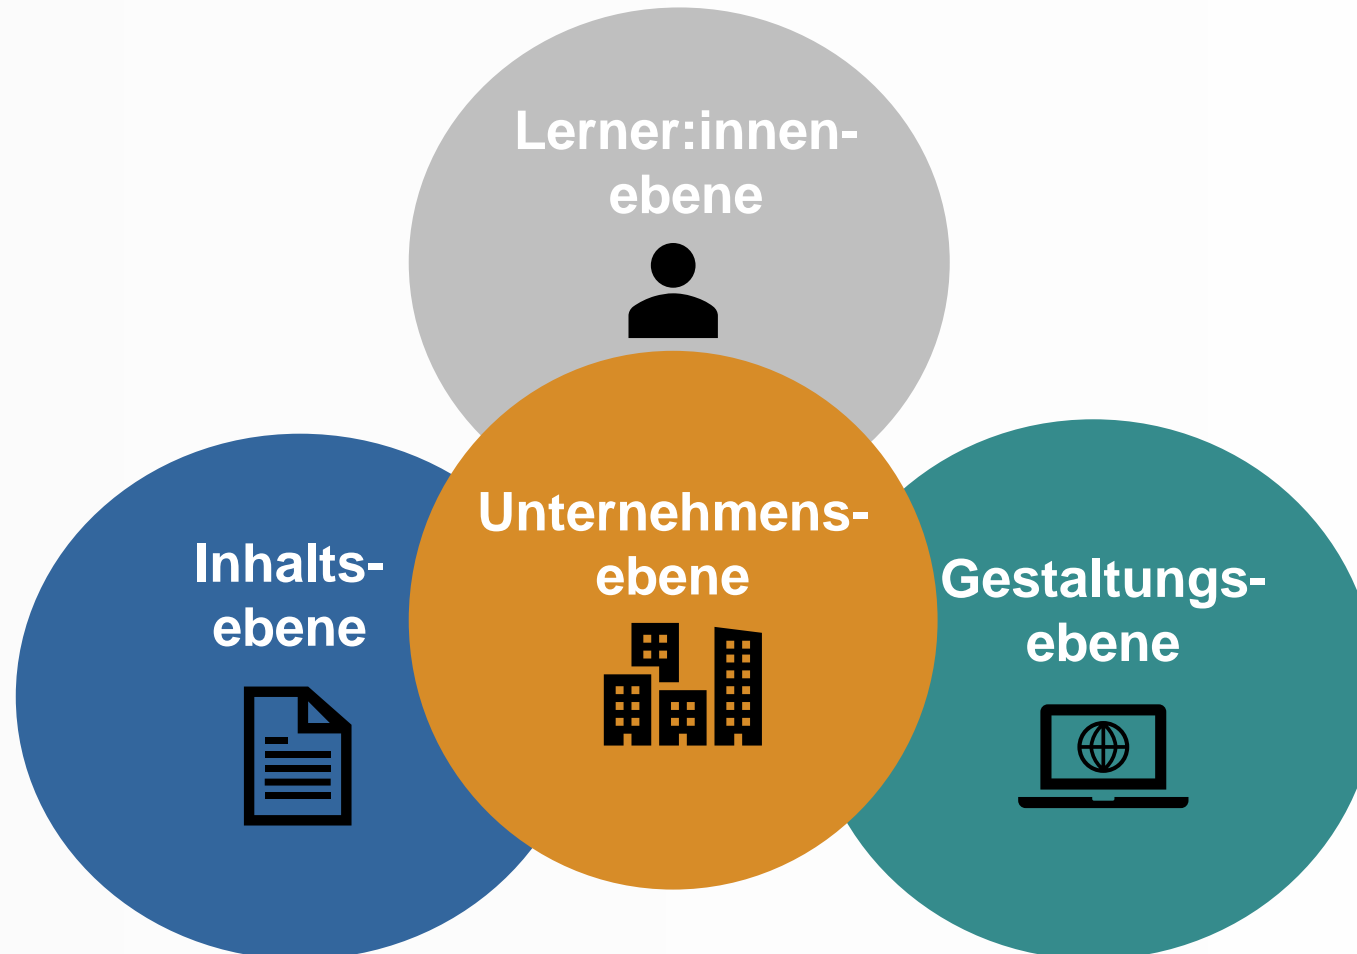 Lerner:innen-
ebene
Unternehmens-
ebene
Inhalts-
ebene
Gestaltungs-
ebene